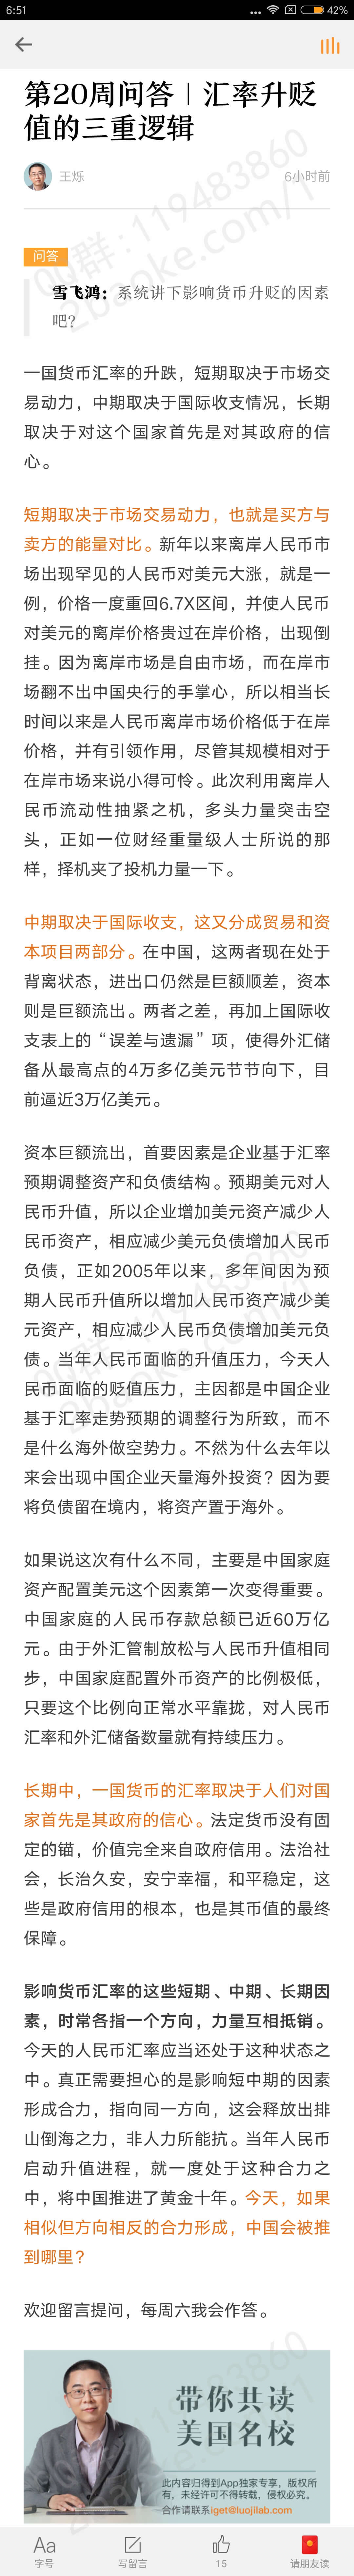 6:51
42%
第20周问答｜汇率升贬
值的三重逻辑
王烁
6小时前
QQ群:119483860
2baoke.com/1
问答
雪飞鸿：系统讲下影响货币升贬的因素
吧?
一国货币汇率的升跌，短期取决于市场交
易动力，中期取决于国际收支情况，长期
取决于对这个国家首先是对其政府的信
心。
短期取决于市场交易动力，也就是买方与
卖方的能量对比。新年以来离岸人民币市
场出现罕见的人民币对美元大涨，就是一
例，价格一度重回6.7X区间，并使人民币
对美元的离岸价格贵过在岸价格，出现倒
挂。因为离岸市场是自由市场，而在岸市
场翻不出中国央行的手掌心，所以相当长
时间以来是人民币离岸市场价格低于在岸
价格，并有引领作用，尽管其规模相对于
在岸市场来说小得可怜。此次利用离岸人
民币流动性抽紧之机，多头力量突击空
头，正如一位财经重量级人士所说的那
样，择机夹了投机力量一下。
中期取决于国际收支，这又分成贸易和资
本项目两部分。在中国，这两者现在处于
背离状态，进出口仍然是巨额顺差，资本
则是巨额流出。两者之差，再加上国际收
支表上的“误差与遗漏”项，使得外汇储
备从最高点的4万多亿美元节节向下，目
前逼近3万亿美元。
资本巨额流出，首要因素是企业基于汇率
预期调整资产和负债结构。预期美元对人
民币升值，所以企业增加美元资产减少人
民币资产，相应减少美元负债增加人民币
负债，正如2005年以来，多年间因为预
期人民币升值所以增加人民币资产减少美
元资产，相应减少人民币负债增加美元负
债。当年人民币面临的升值压力，今天人
民币面临的贬值压力，主因都是中国企业
基于汇率走势预期的调整行为所致，而不
是什么海外做空势力。不然为什么去年以
来会出现中国企业天量海外投资？因为要
将负债留在境内，将资产置于海外。
QQ群:119483860
2baoke.com/1
如果说这次有什么不同，主要是中国家庭
资产配置美元这个因素第一次变得重要。
中国家庭的人民币存款总额已近60万亿
元。由于外汇管制放松与人民币升值相同
步，中国家庭配置外币资产的比例极低，
只要这个比例向正常水平靠拢，对人民币
汇率和外汇储备数量就有持续压力。
长期中，一国货币的汇率取决于人们对国
家首先是其政府的信心。法定货币没有固
定的锚，价值完全来自政府信用。法治社
会，长治久安，安宁幸福，和平稳定，这
些是政府信用的根本，也是其币值的最终
保障。
影响货币汇率的这些短期、中期、长期因
素，时常各指一个方向，力量互相抵销。
今天的人民币汇率应当还处于这种状态之
中。真正需要担心的是影响短中期的因素
形成合力，指向同一方向，这会释放出排
山倒海之力，非人力所能抗。当年人民币
启动升值进程，就一度处于这种合力之
中，将中国推进了黄金十年。今天，如果
相似但方向相反的合力形成，中国会被推
到哪里？
欢迎留言提问，每周六我会作答。
带你共读
美国名校
此内容归得到App独家专享，版权所
有，未经许可不得转载，侵权必究。
合作请联系iget@luojilab.com
Aa
字号
写留言
15
请朋友读